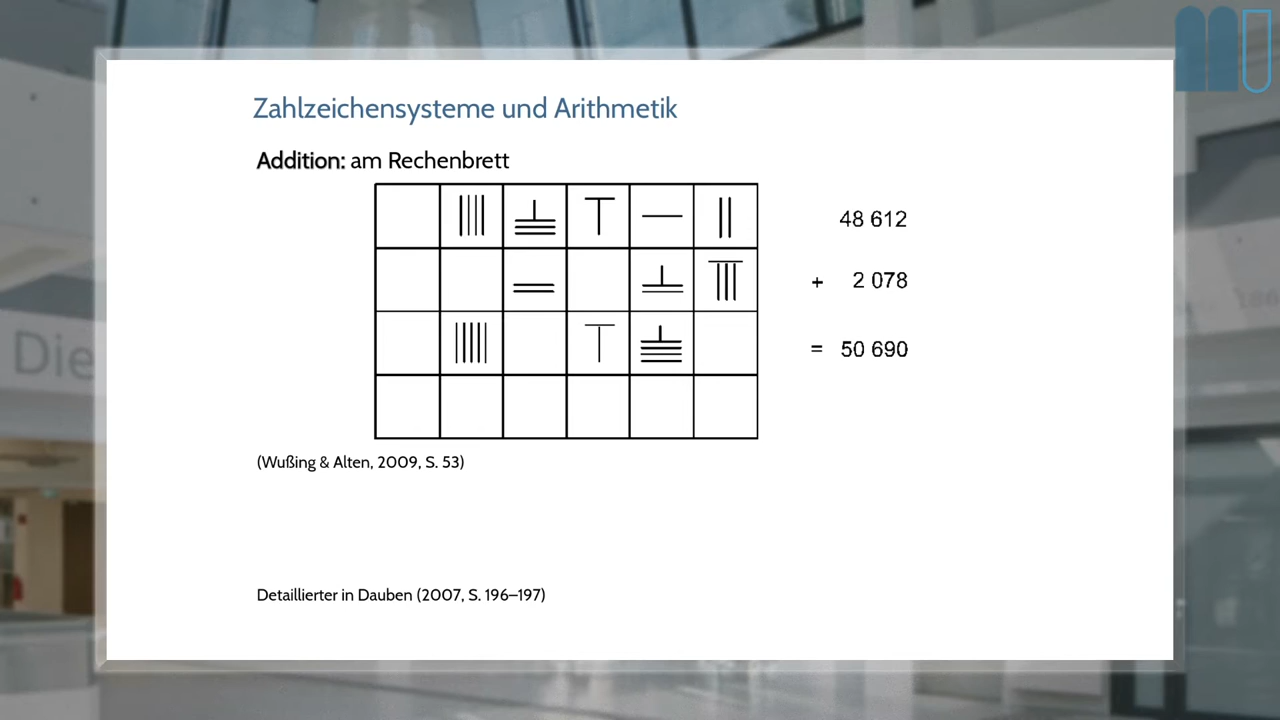 Zahlzeichensysteme und Arithmetik
Addition: am Rechenbrett
48 612
+ 2 078
= 50 690
(Wußing & Alten, 2009, S. 53)
Detaillierter in Dauben (2007, S. 196–197)
Die